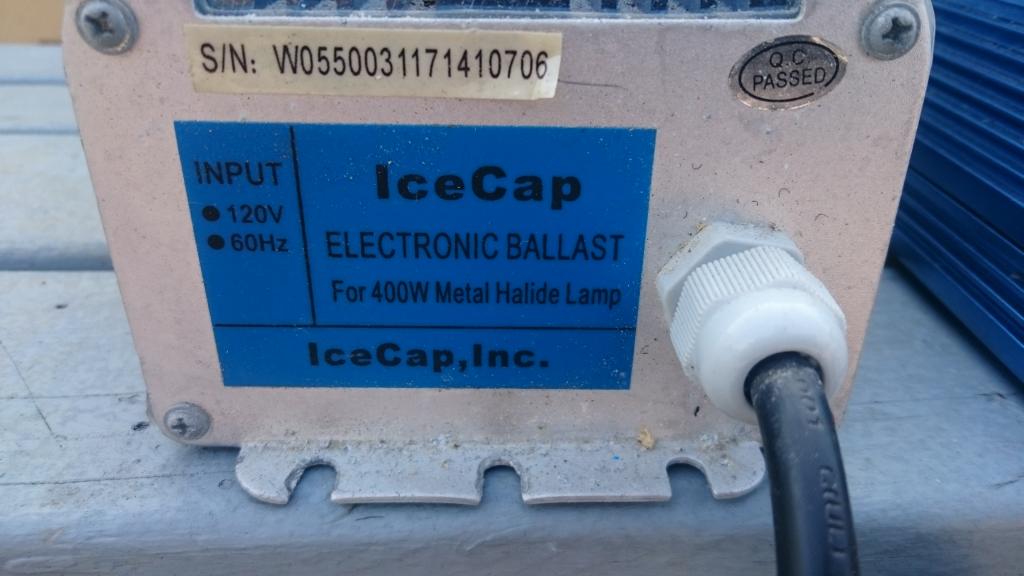 S/N: W0550031171410706
Q.C
PASSED
INPUT
● 120V
● 60Hz
IceCap
ELECTRONIC BALLAST
For 400W Metal Halide Lamp
IceCap,Inc.